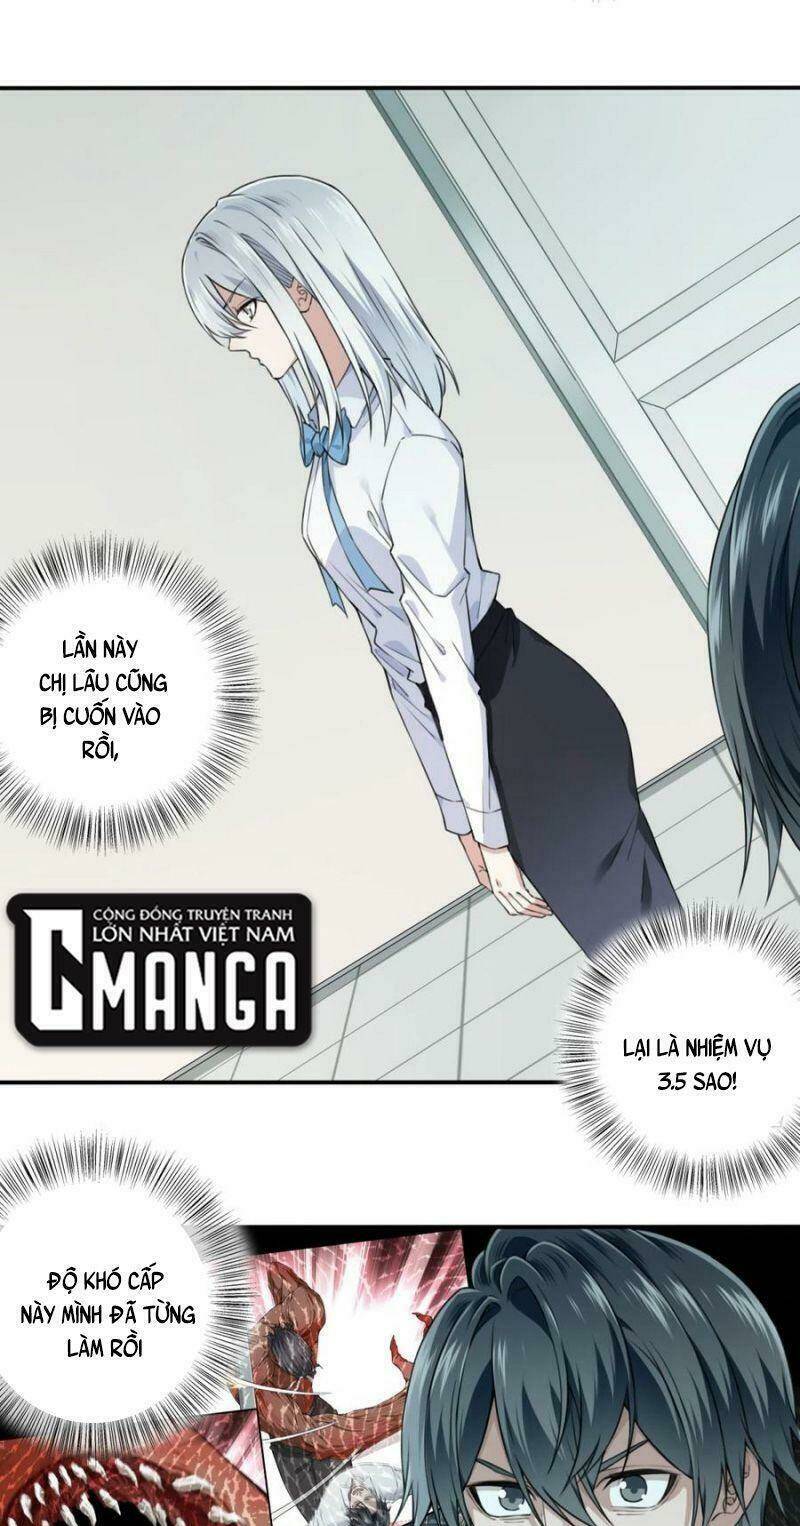 LẦN NÀY
CHỊ LÂU CŨNG
BỊ CUỐN VÀO
RỒI,
CỘNG ĐỒNG TRUYỆN TRANH
LỚN NHẤT VIỆT NAM
CMANGA
LẠI LÀ NHIỆM VỤ
3.5 SAO!
ĐỘ KHÓ CẤP
NÀY MÌNH ĐÃ TỪNG
LÀM RỒI